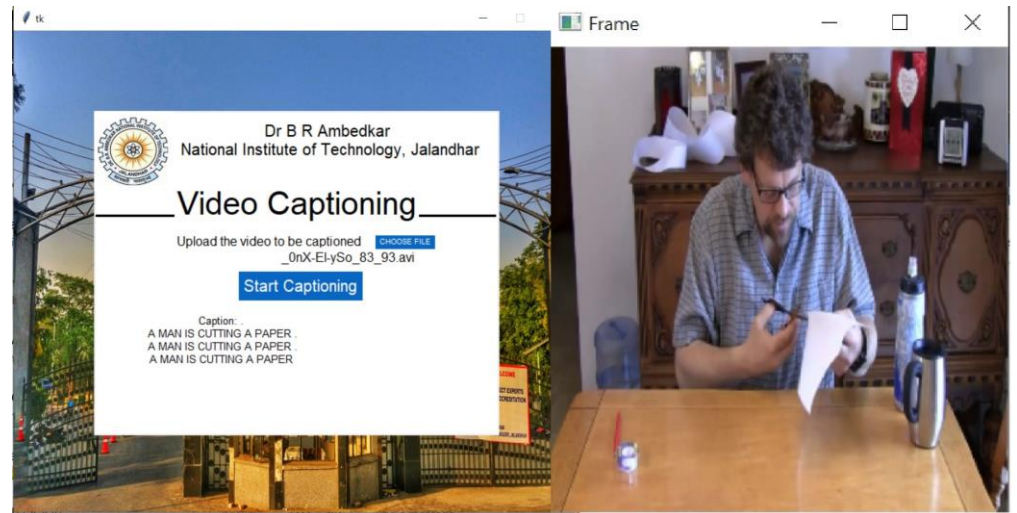 tk
Dr B R Ambedkar
National Institute of Technology, Jalandhar
Video Captioning
Upload the video to be captioned CHOOSE FILE
_0nX-El-ySo_83_93.avi
Start Captioning
Caption: .
A MAN IS CUTTING A PAPER .
A MAN IS CUTTING A PAPER .
A MAN IS CUTTING A PAPER
Frame